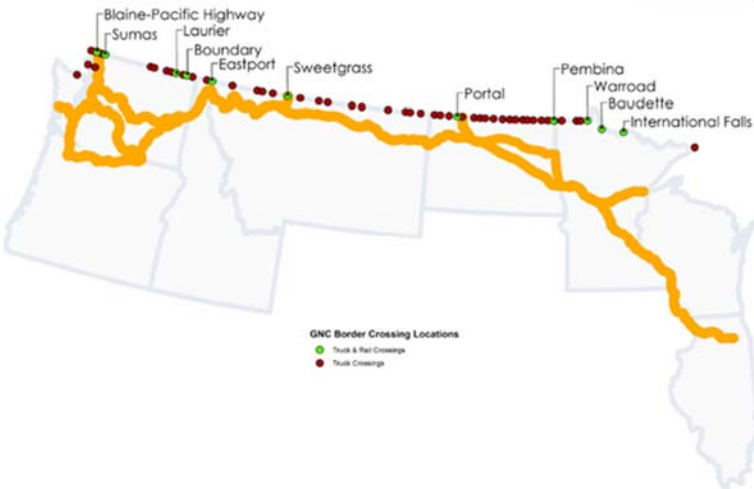 Blaine-Pacific Highway
Sumas
Laurier
Boundary
Eastport
Sweetgrass
Portal
Pembina
Warroad
Baudette
International Falls
GNC Border Crossing Locations
Truck & Rail Crossings
Truck Crossings